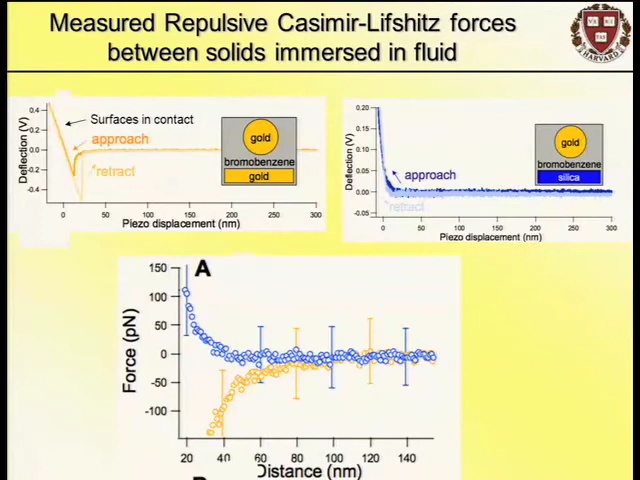 Measured Repulsive Casimir-Lifshitz forces
between solids immersed in fluid
HARVARD
0.4
0.2
0.0
-0.2
-0.4
Deflection (V)
Surfaces in contact
approach
retract
gold
bromobenzene
gold
0
50
100
150
200
250
300
Piezo displacement (nm)
0.20
0.15
0.10
0.05
0.00
-0.05
Deflection (V)
approach
retract
gold
bromobenzene
silica
0
50
100
150
200
250
300
Piezo displacement (nm)
A
150
100
50
0
-50
-100
Force (pN)
20
40
60
80
100
120
140
Distance (nm)